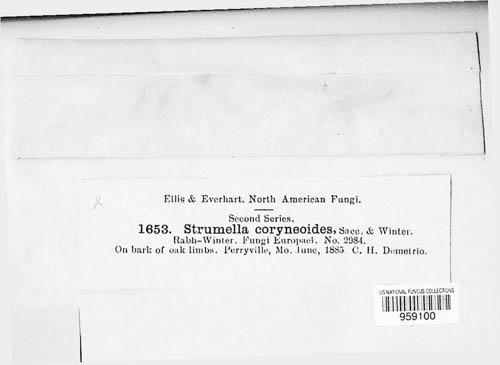 Ellis & Everhart. North American Fungi.
Second Series.
1653. Strumella coryneoides, Sacc. & Winter.
Rabh-Winter. Fungi Europaei. No. 2984.
On bark of oak limbs. Perryville, Mo. June, 1885. C. H. Demetrio.
US NATIONAL FUNGUS COLLECTIONS
959100